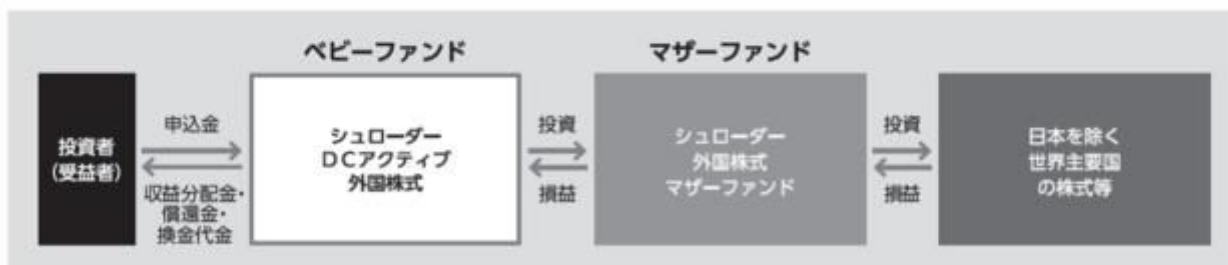 ベビーファンド
マザーファンド
投資者
(受益者)
申込金
収益分配金・
償還金・
換金代金
シュローダー
DCアクティブ
外国株式
投資
損益
シュローダー
外国株式
マザーファンド
投資
損益
日本を除く
世界主要国
の株式等